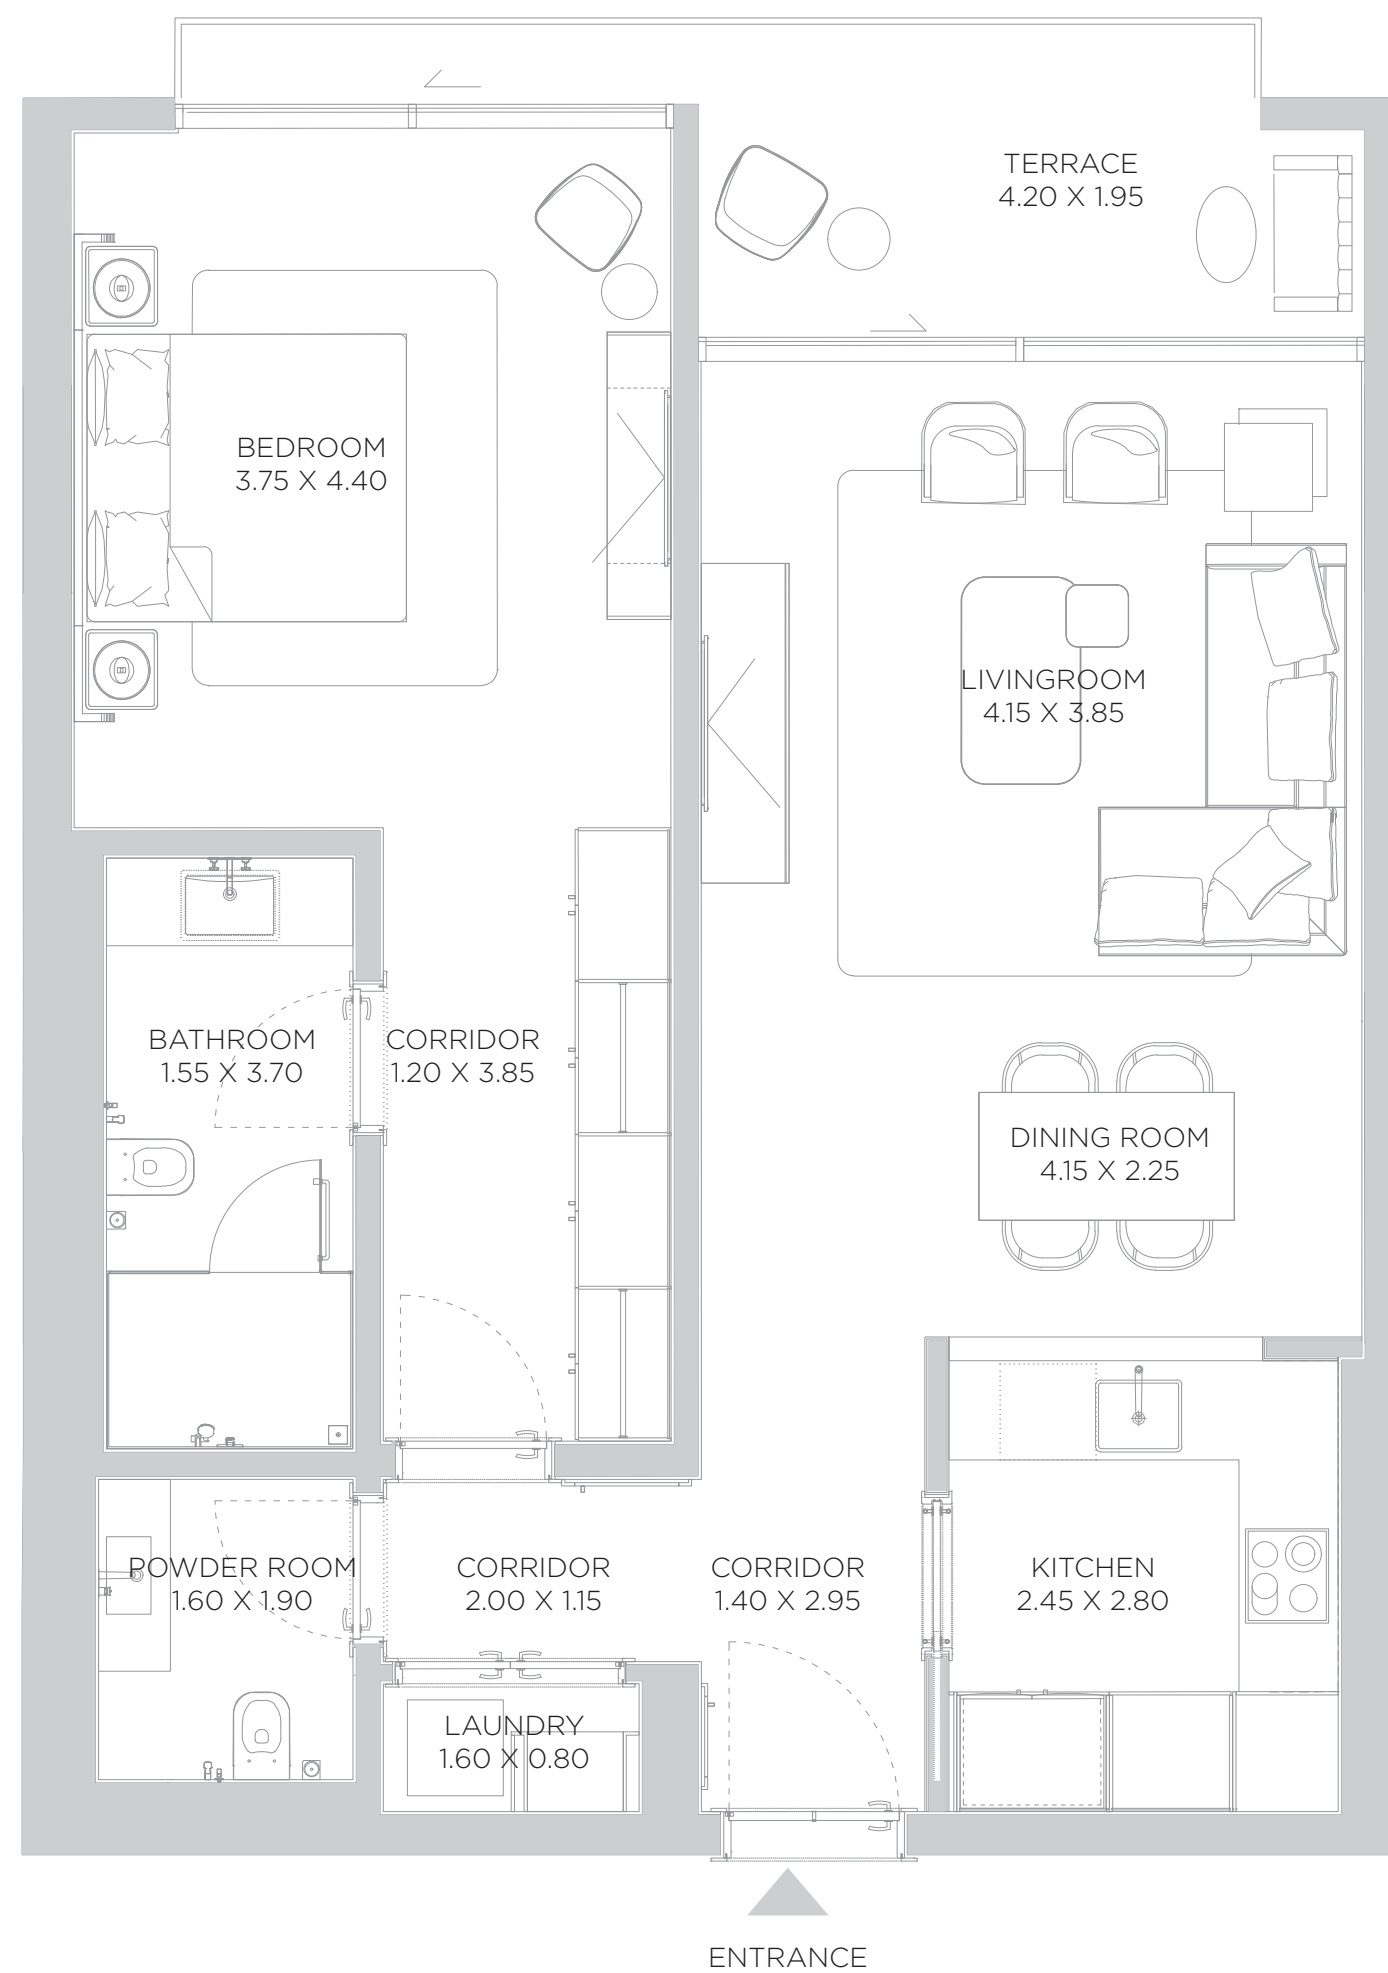 TERRACE
4.20 X 1.95
BEDROOM
3.75 X 4.40
LIVINGROOM
4.15 X 3.85
BATHROOM
1.55 X 3.70
CORRIDOR
1.20 X 3.85
DINING ROOM
4.15 X 2.25
POWDER ROOM
1.60 X 1.90
CORRIDOR
2.00 X 1.15
CORRIDOR
1.40 X 2.95
KITCHEN
2.45 X 2.80
LAUNDRY
1.60 X 0.80
ENTRANCE